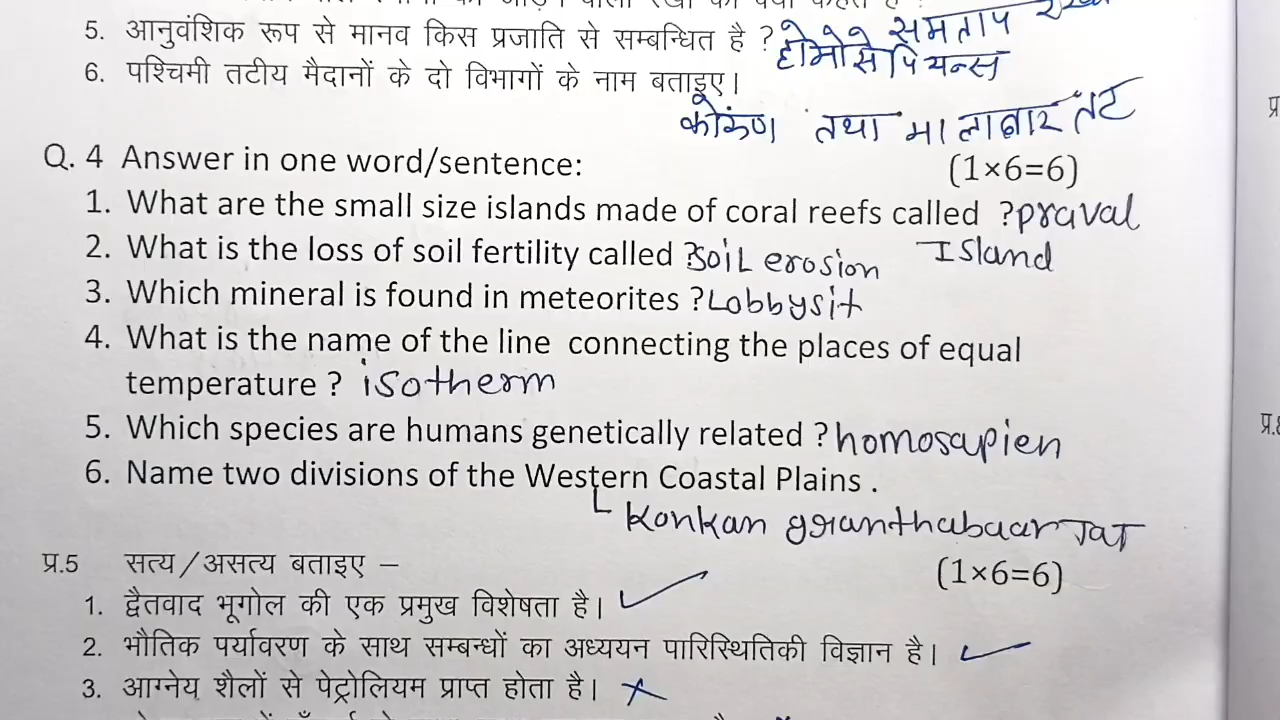 5. आनुवंशिक रूप से मानव किस प्रजाति से सम्बन्धित है ? होमोसेपियन्स
समताप
6. पश्चिमी तटीय मैदानों के दो विभागों के नाम बताइए।
कोंकण तथा मालाबार तट
Q. 4 Answer in one word/sentence: (1×6=6)
1. What are the small size islands made of coral reefs called ? praval
Island
2. What is the loss of soil fertility called ? soil erosion
3. Which mineral is found in meteorites ? Lobbysit
4. What is the name of the line connecting the places of equal
temperature ? isotherm
5. Which species are humans genetically related ? homosapien
6. Name two divisions of the Western Coastal Plains .
Konkan granthabaar Tat
प्र.5 सत्य/असत्य बताइए – (1×6=6)
1. द्वैतवाद भूगोल की एक प्रमुख विशेषता है।
2. भौतिक पर्यावरण के साथ सम्बन्धों का अध्ययन पारिस्थितिकी विज्ञान है।
3. आग्नेय शैलों से पेट्रोलियम प्राप्त होता है।